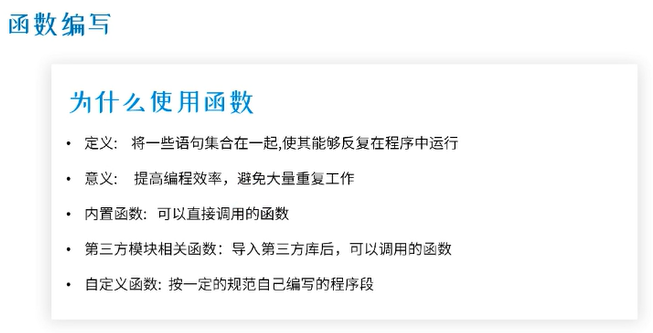 函数编写
为什么使用函数
• 定义： 将一些语句集合在一起,使其能够反复在程序中运行
• 意义： 提高编程效率，避免大量重复工作
• 内置函数：可以直接调用的函数
• 第三方模块相关函数：导入第三方库后，可以调用的函数
• 自定义函数: 按一定的规范自己编写的程序段